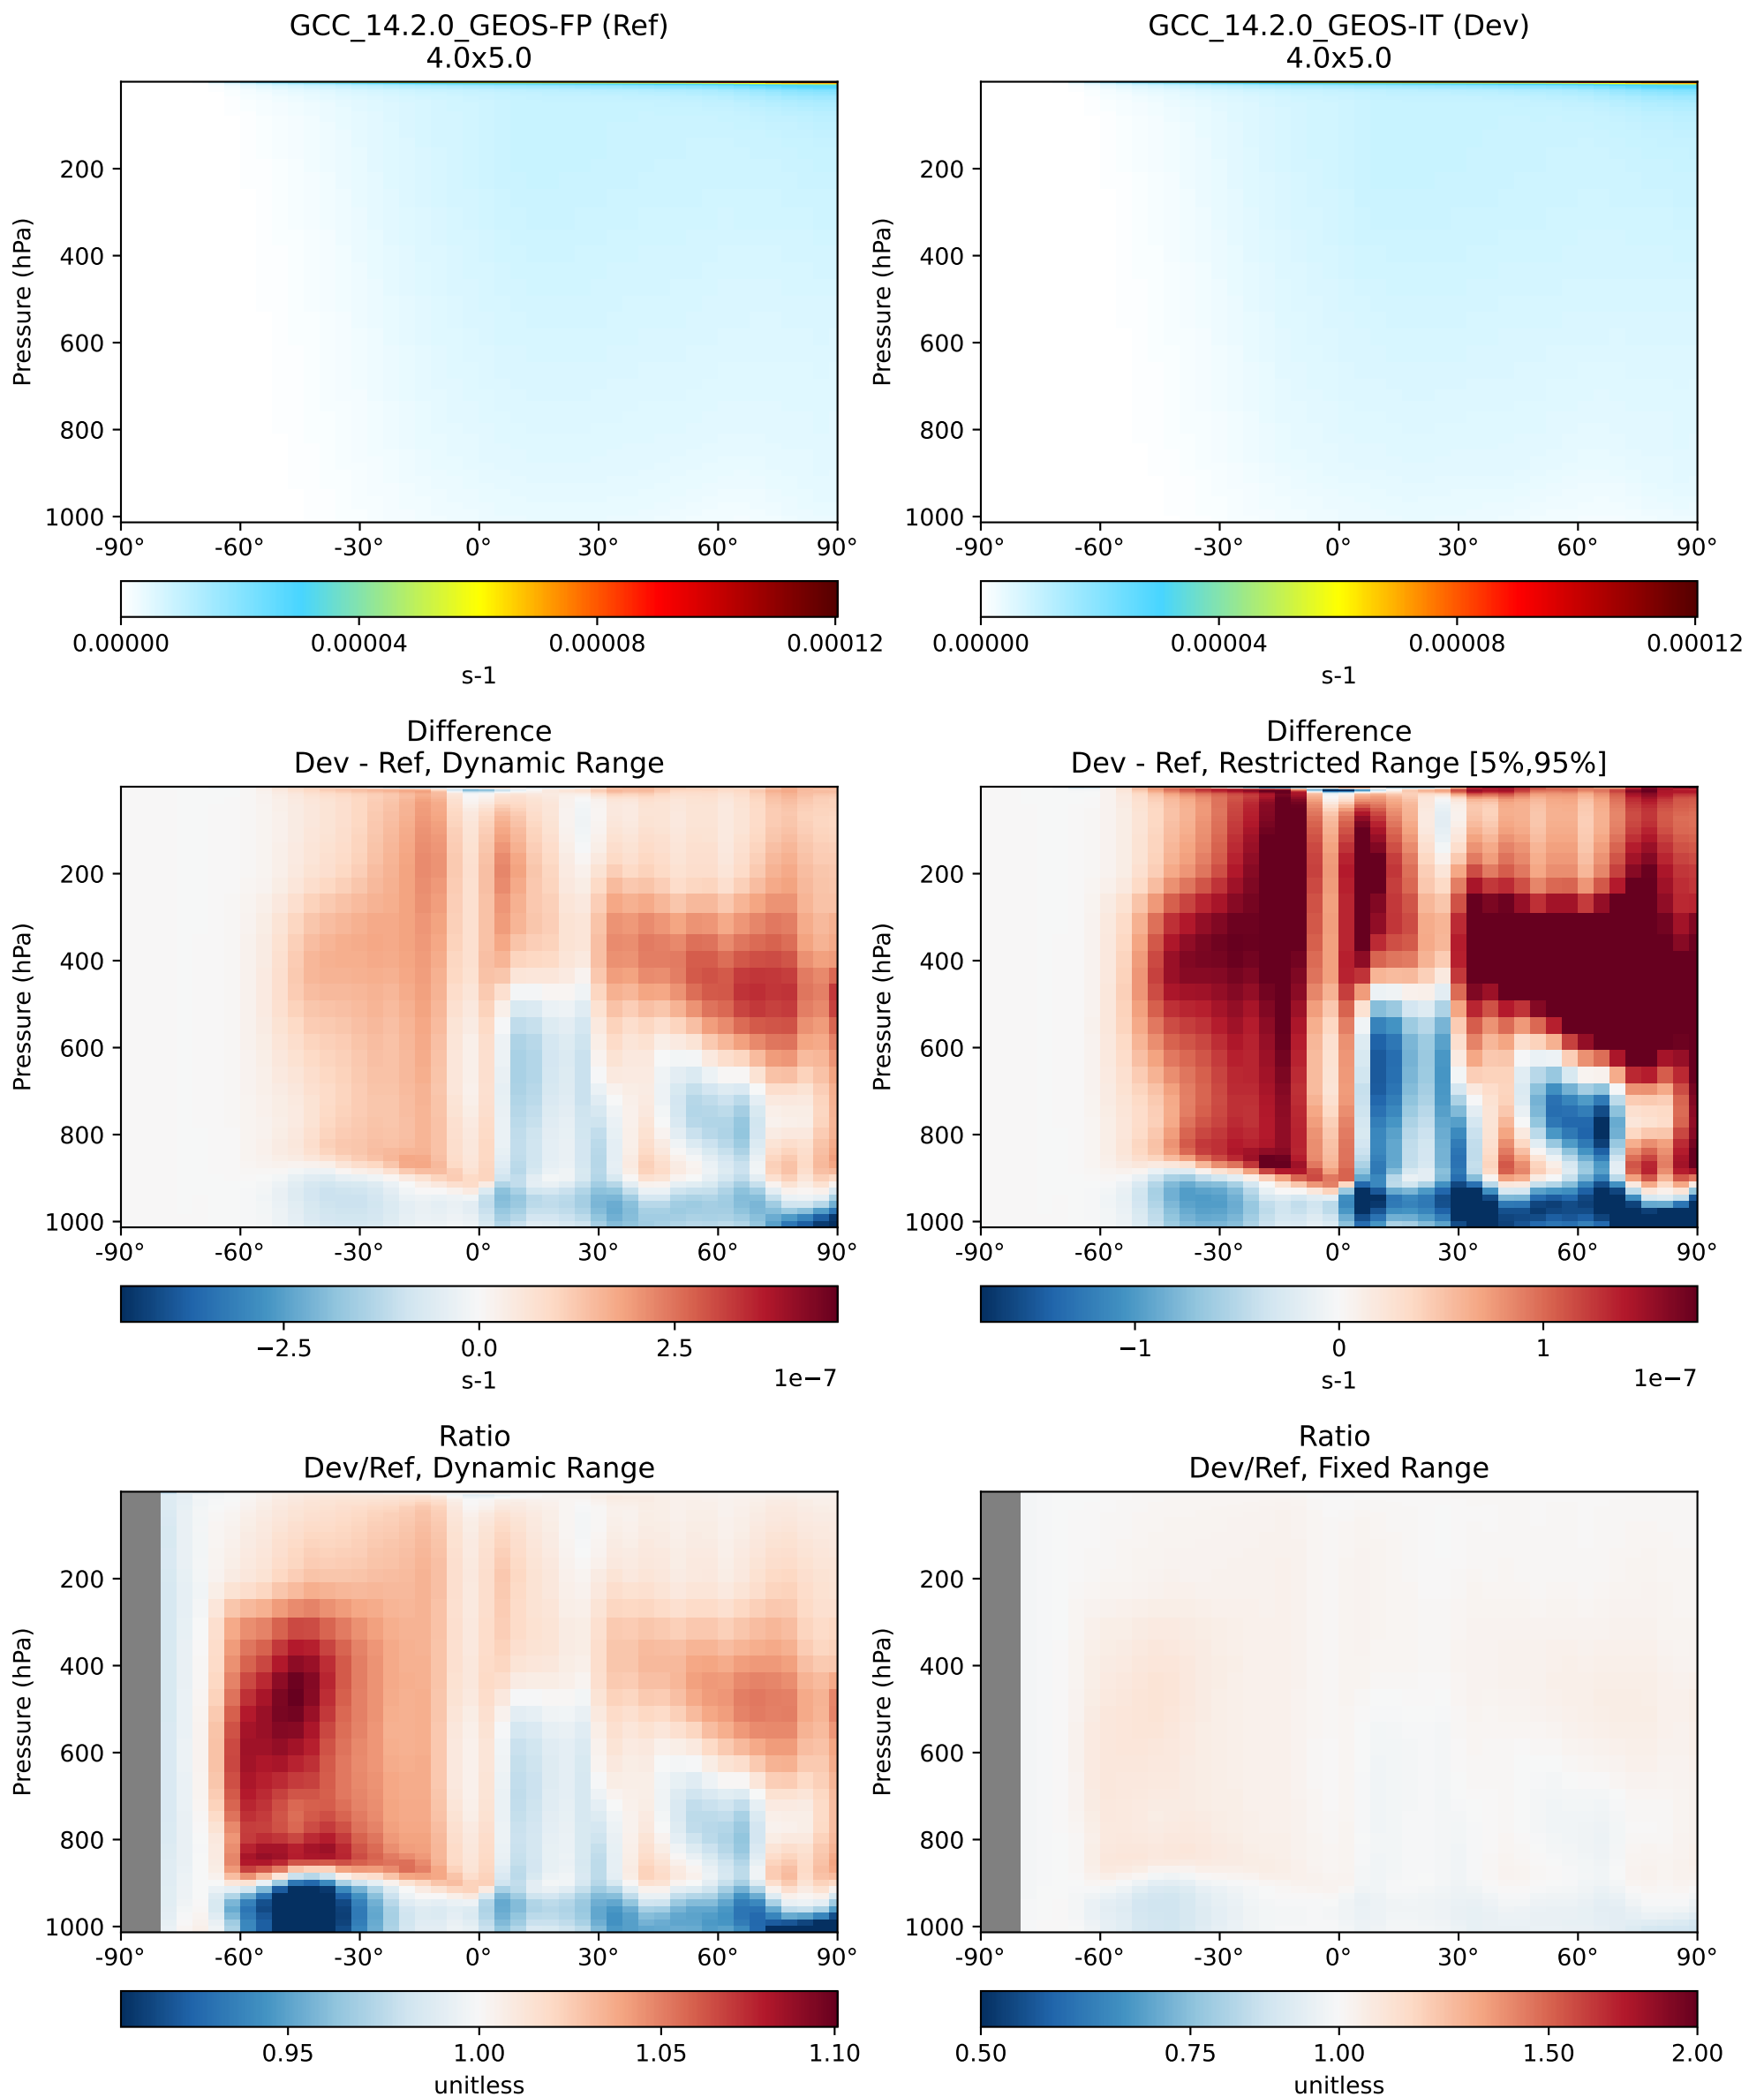 GCC_14.2.0_GEOS-FP (Ref)
4.0x5.0
Pressure (hPa)
200
400
600
800
1000
-90° -60° -30° 0° 30° 60° 90°
0.00000 0.00004 0.00008 0.00012
s-1
GCC_14.2.0_GEOS-IT (Dev)
4.0x5.0
Pressure (hPa)
200
400
600
800
1000
-90° -60° -30° 0° 30° 60° 90°
0.00000 0.00004 0.00008 0.00012
s-1
Difference
Dev - Ref, Dynamic Range
Pressure (hPa)
200
400
600
800
1000
-90° -60° -30° 0° 30° 60° 90°
−2.5 0.0 2.5
s-1 1e−7
Difference
Dev - Ref, Restricted Range [5%,95%]
Pressure (hPa)
200
400
600
800
1000
-90° -60° -30° 0° 30° 60° 90°
−1 0 1
s-1 1e−7
Ratio
Dev/Ref, Dynamic Range
Pressure (hPa)
200
400
600
800
1000
-90° -60° -30° 0° 30° 60° 90°
0.95 1.00 1.05 1.10
unitless
Ratio
Dev/Ref, Fixed Range
Pressure (hPa)
200
400
600
800
1000
-90° -60° -30° 0° 30° 60° 90°
0.50 0.75 1.00 1.50 2.00
unitless